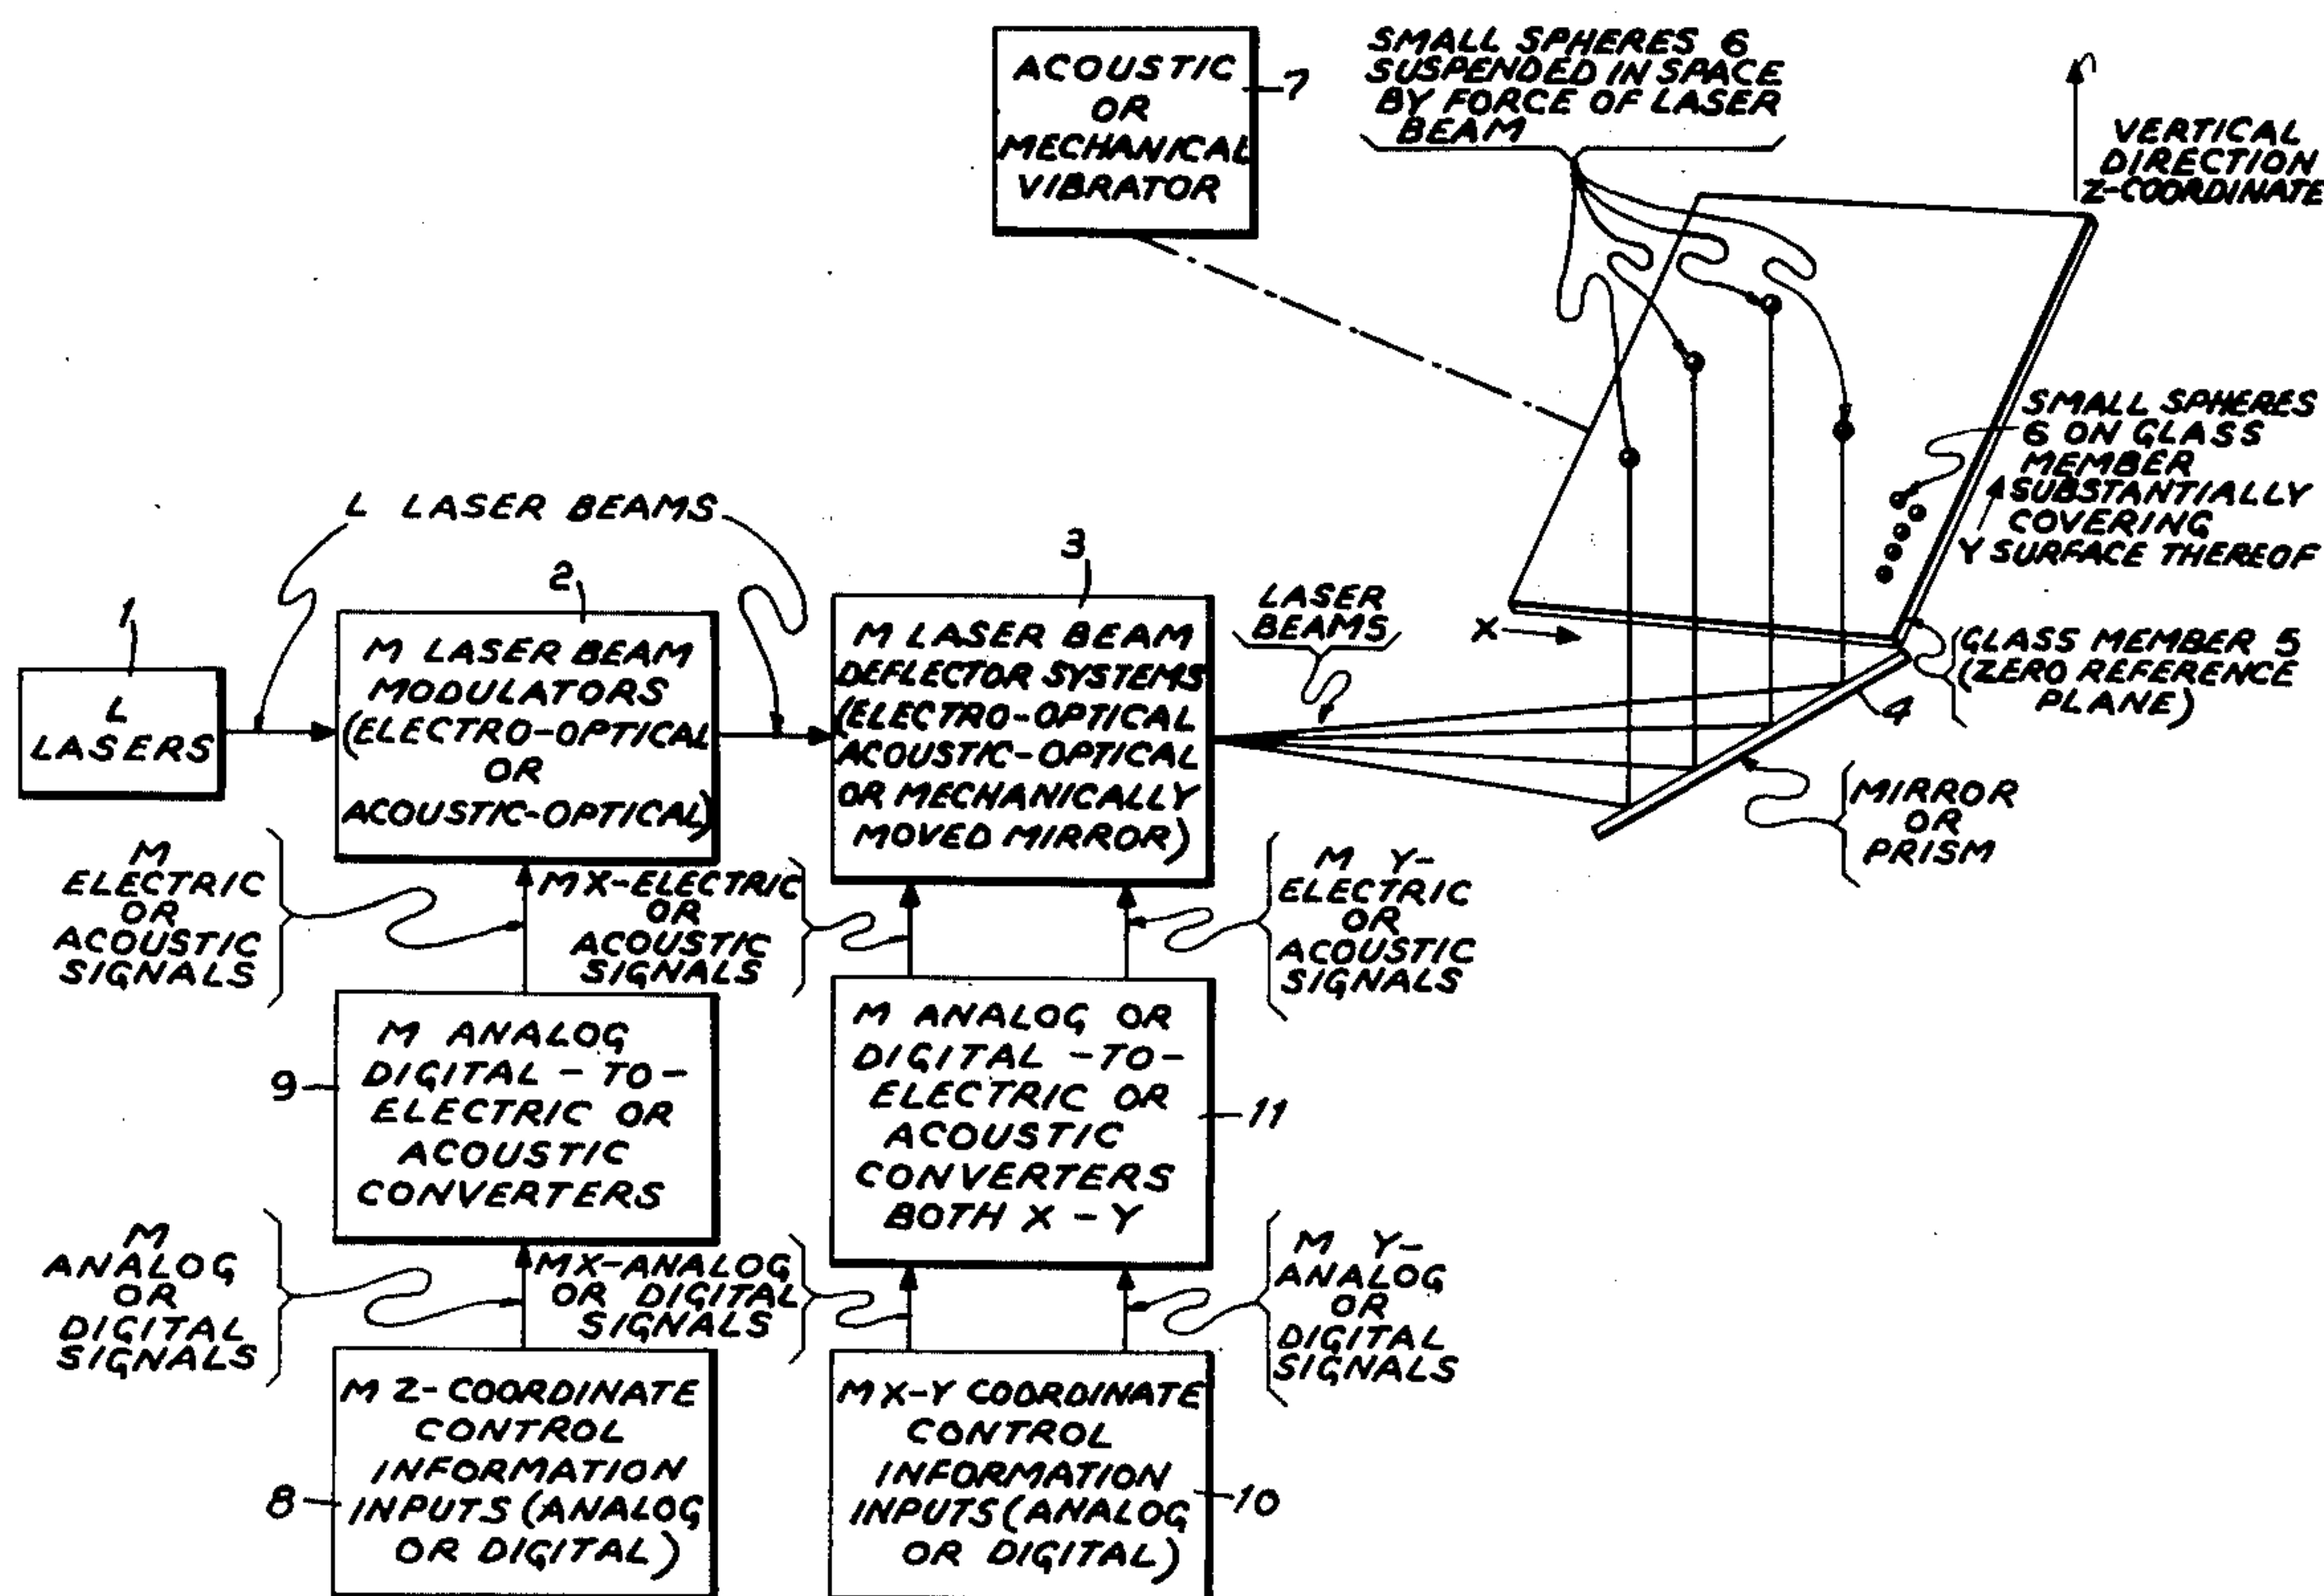 ACOUSTIC
OR
MECHANICAL
VIBRATOR
7
SMALL SPHERES 6
SUSPENDED IN SPACE
BY FORCE OF LASER
BEAM
VERTICAL
DIRECTION
Z-COORDINATE
SMALL SPHERES
6 ON GLASS
MEMBER
SUBSTANTIALLY
COVERING
Y SURFACE THEREOF
L LASER BEAMS
1
L
LASERS
2
M LASER BEAM
MODULATORS
(ELECTRO-OPTICAL
OR
ACOUSTIC-OPTICAL)
3
M LASER BEAM
DEFLECTOR SYSTEMS
(ELECTRO-OPTICAL
ACOUSTIC-OPTICAL
OR MECHANICALLY
MOVED MIRROR)
LASER
BEAMS
X
GLASS MEMBER 5
(ZERO REFERENCE
PLANE)
4
MIRROR
OR
PRISM
M
ELECTRIC
OR
ACOUSTIC
SIGNALS
MX-ELECTRIC
OR
ACOUSTIC
SIGNALS
M Y-
ELECTRIC
OR
ACOUSTIC
SIGNALS
9
M ANALOG
DIGITAL - TO -
ELECTRIC OR
ACOUSTIC
CONVERTERS
M ANALOG OR
DIGITAL - TO -
ELECTRIC OR
ACOUSTIC
CONVERTERS
BOTH X - Y
11
M
ANALOG
OR
DIGITAL
SIGNALS
MX-ANALOG
OR DIGITAL
SIGNALS
M Y-
ANALOG
OR
DIGITAL
SIGNALS
8
M Z-COORDINATE
CONTROL
INFORMATION
INPUTS (ANALOG
OR DIGITAL)
MX-Y COORDINATE
CONTROL
INFORMATION
INPUTS (ANALOG
OR DIGITAL)
10